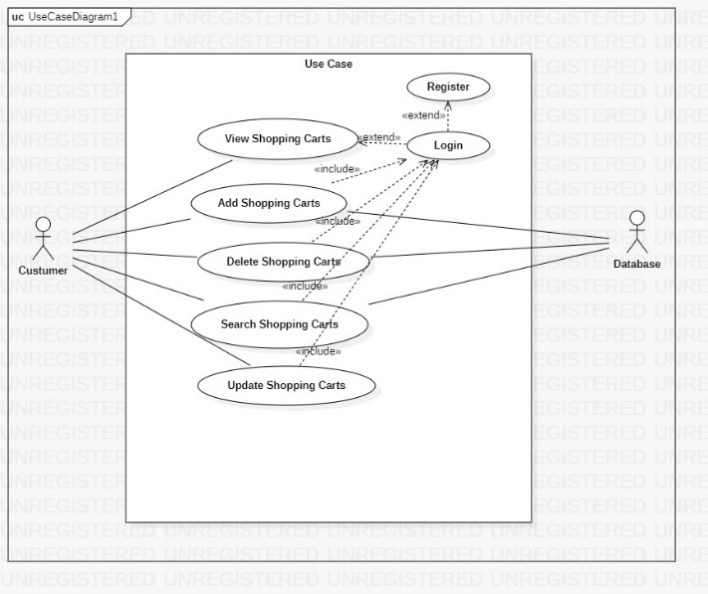 uc UseCaseDiagram1
Use Case
Register
«extend»
View Shopping Carts
«extend»
Login
«include»
Add Shopping Carts
«include»
Custumer
Database
Delete Shopping Carts
«include»
Search Shopping Carts
«include»
Update Shopping Carts
UNREGISTERED UNREGISTERED UNREGISTERED UNREGISTERED UNREGISTERED